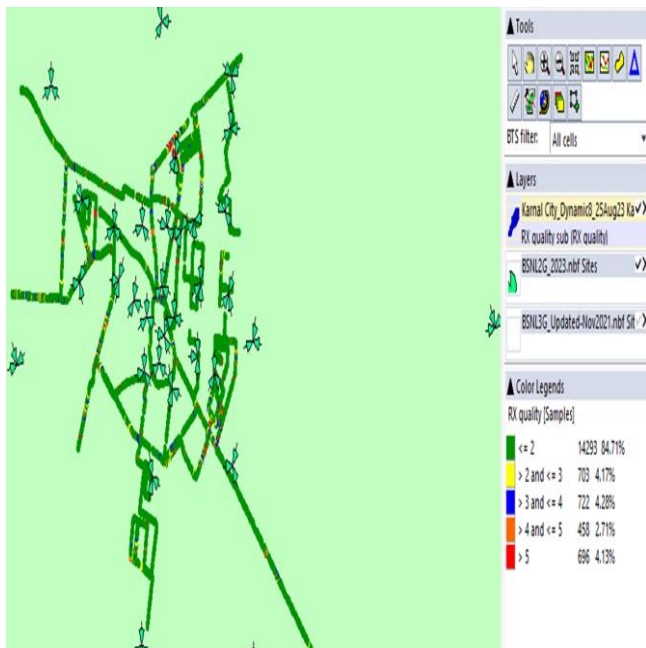 Tools
BTS filter: All cells
Layers
Karnal City_Dynamic8_25Aug23 Ka
RX quality sub (RX quality)
BSNL2G_2023.nbf Sites
BSNL3G_Updated-Nov2021.nbf Sit
Color Legends
RX quality [Samples]
<= 2 14293 84.71%
> 2 and <= 3 703 4.17%
> 3 and <= 4 722 4.28%
> 4 and <= 5 458 2.71%
> 5 696 4.13%